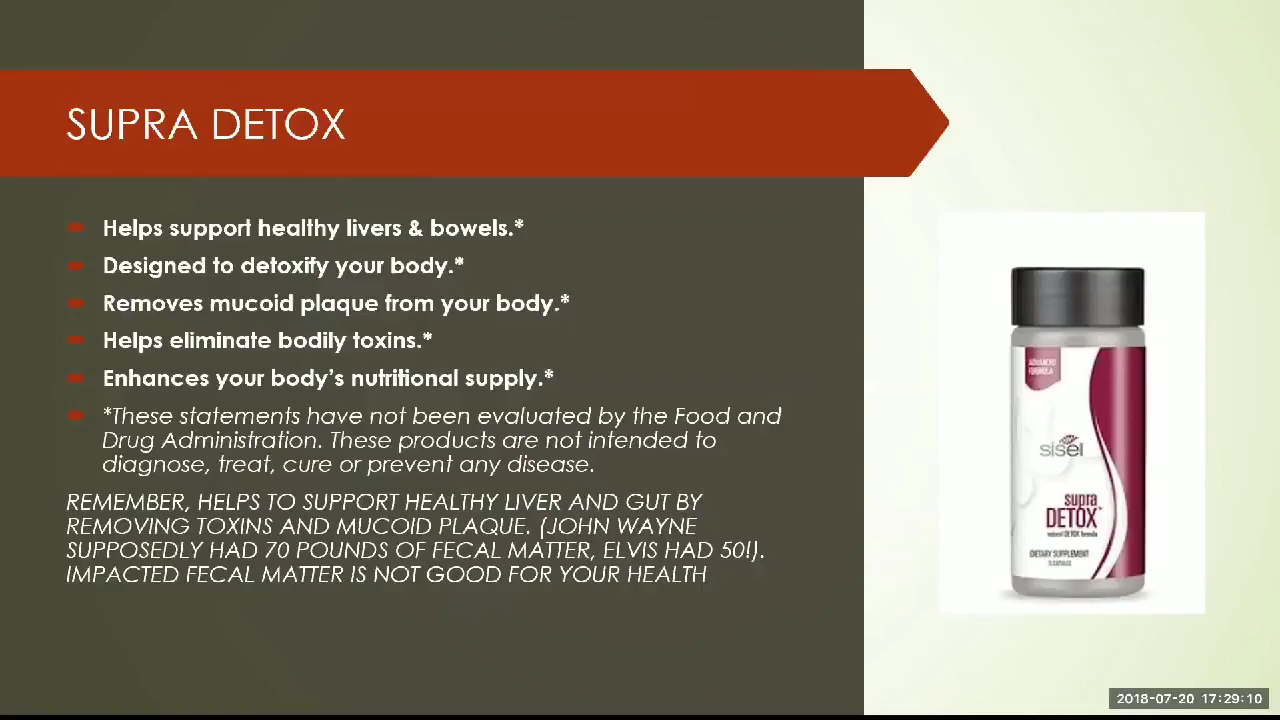 SUPRA DETOX
Helps support healthy livers & bowels.*
Designed to detoxify your body.*
Removes mucoid plaque from your body.*
Helps eliminate bodily toxins.*
Enhances your body's nutritional supply.*
*These statements have not been evaluated by the Food and
Drug Administration. These products are not intended to
diagnose, treat, cure or prevent any disease.
REMEMBER, HELPS TO SUPPORT HEALTHY LIVER AND GUT BY
REMOVING TOXINS AND MUCOID PLAQUE. (JOHN WAYNE
SUPPOSEDLY HAD 70 POUNDS OF FECAL MATTER, ELVIS HAD 50!).
IMPACTED FECAL MATTER IS NOT GOOD FOR YOUR HEALTH
ADVANCED
FORMULA
sisel
supra
DETOX™
natural DETOX formula
DIETARY SUPPLEMENT
2018-07-20 17:29:10